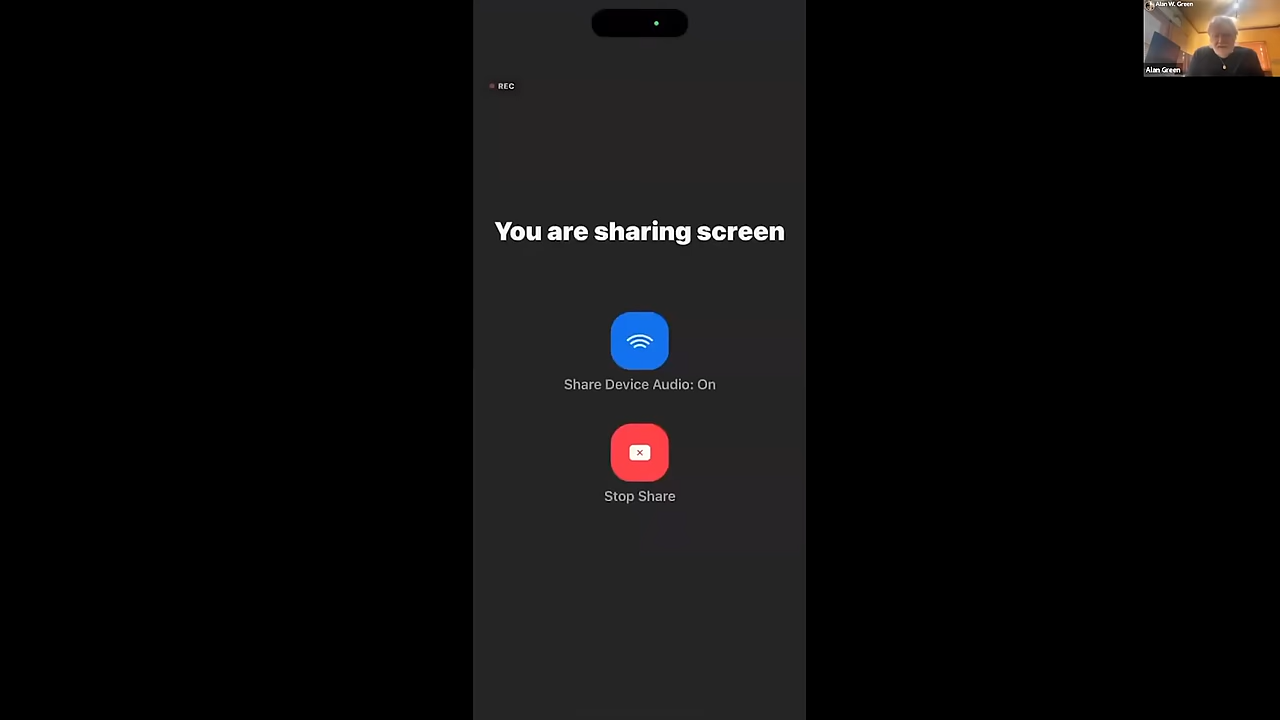 Alan W. Green
Alan Green
REC
You are sharing screen
Share Device Audio: On
Stop Share